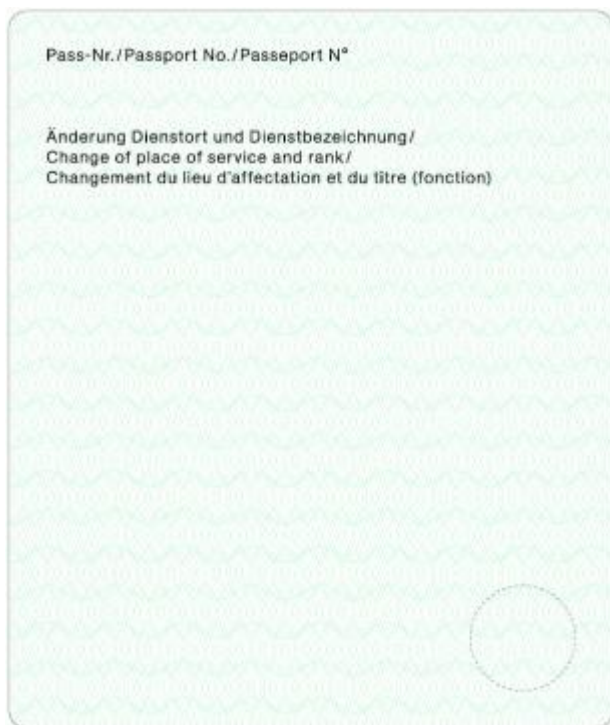 Pass-Nr./Passport No./Passeport N°
Änderung Dienstort und Dienstbezeichnung/
Change of place of service and rank/
Changement du lieu d'affectation et du titre (fonction)